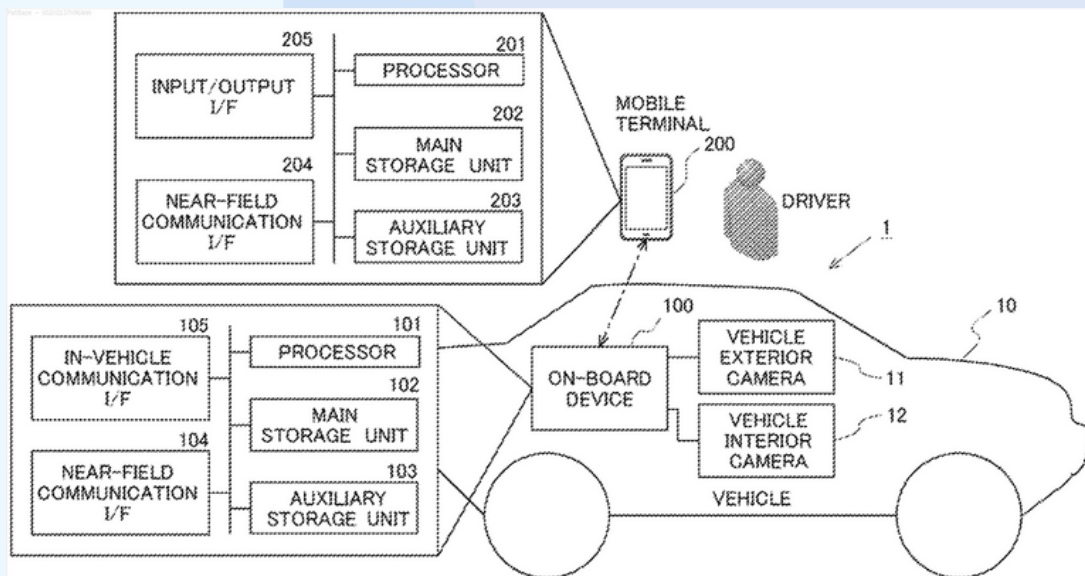 205
INPUT/OUTPUT
I/F
201
PROCESSOR
202
MAIN
STORAGE UNIT
204
NEAR-FIELD
COMMUNICATION
I/F
203
AUXILIARY
STORAGE UNIT
MOBILE
TERMINAL
200
DRIVER
1
105
IN-VEHICLE
COMMUNICATION
I/F
101
PROCESSOR
102
MAIN
STORAGE UNIT
104
NEAR-FIELD
COMMUNICATION
I/F
103
AUXILIARY
STORAGE UNIT
100
ON-BOARD
DEVICE
VEHICLE
EXTERIOR
CAMERA
11
10
VEHICLE
INTERIOR
CAMERA
12
VEHICLE